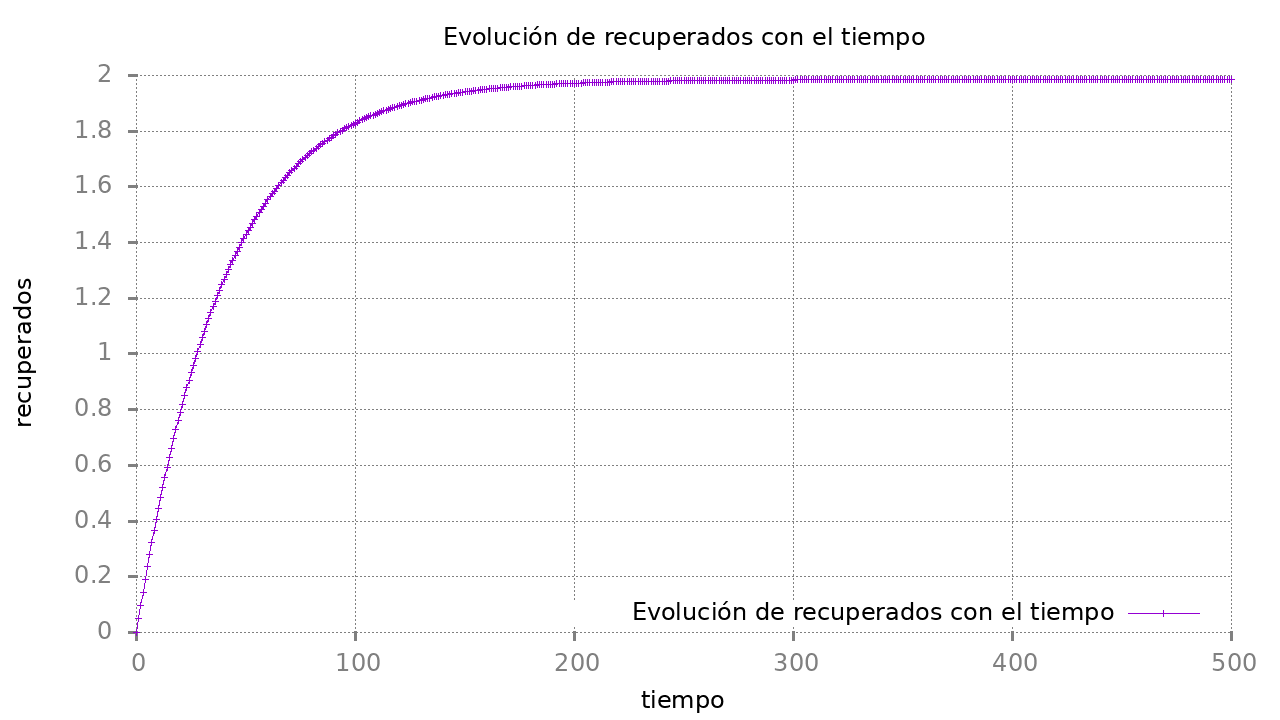 Evolución de recuperados con el tiempo
2
1.8
1.6
1.4
1.2
1
0.8
0.6
0.4
0.2
0
recuperados
Evolución de recuperados con el tiempo
0 100 200 300 400 500
tiempo